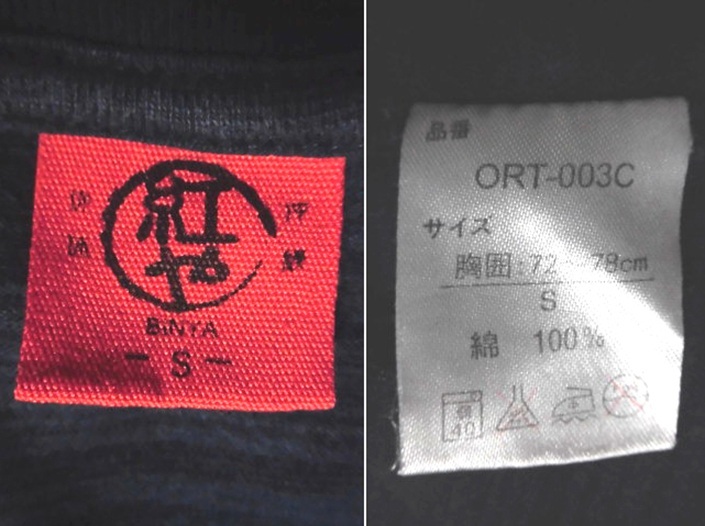 紅や
BiNYA
- S -
品番
ORT-003C
サイズ
胸囲:72~78cm
S
綿 100%
40